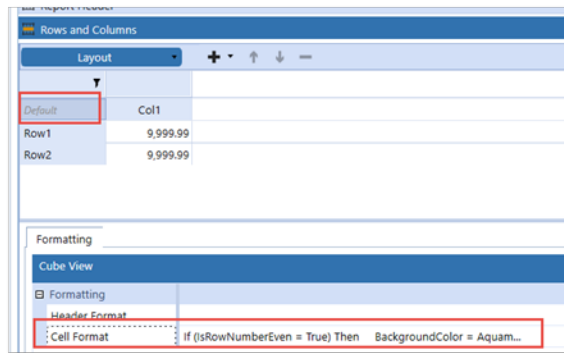 Report Header
Rows and Columns
Layout
Default Col1
Row1 9,999.99
Row2 9,999.99
Formatting
Cube View
Formatting
Header Format
Cell Format If (IsRowNumberEven = True) Then BackgroundColor = Aquam...